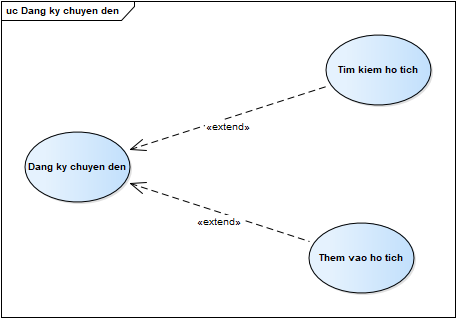 uc Dang ky chuyen den
Tim kiem ho tich
«extend»
Dang ky chuyen den
«extend»
Them vao ho tich